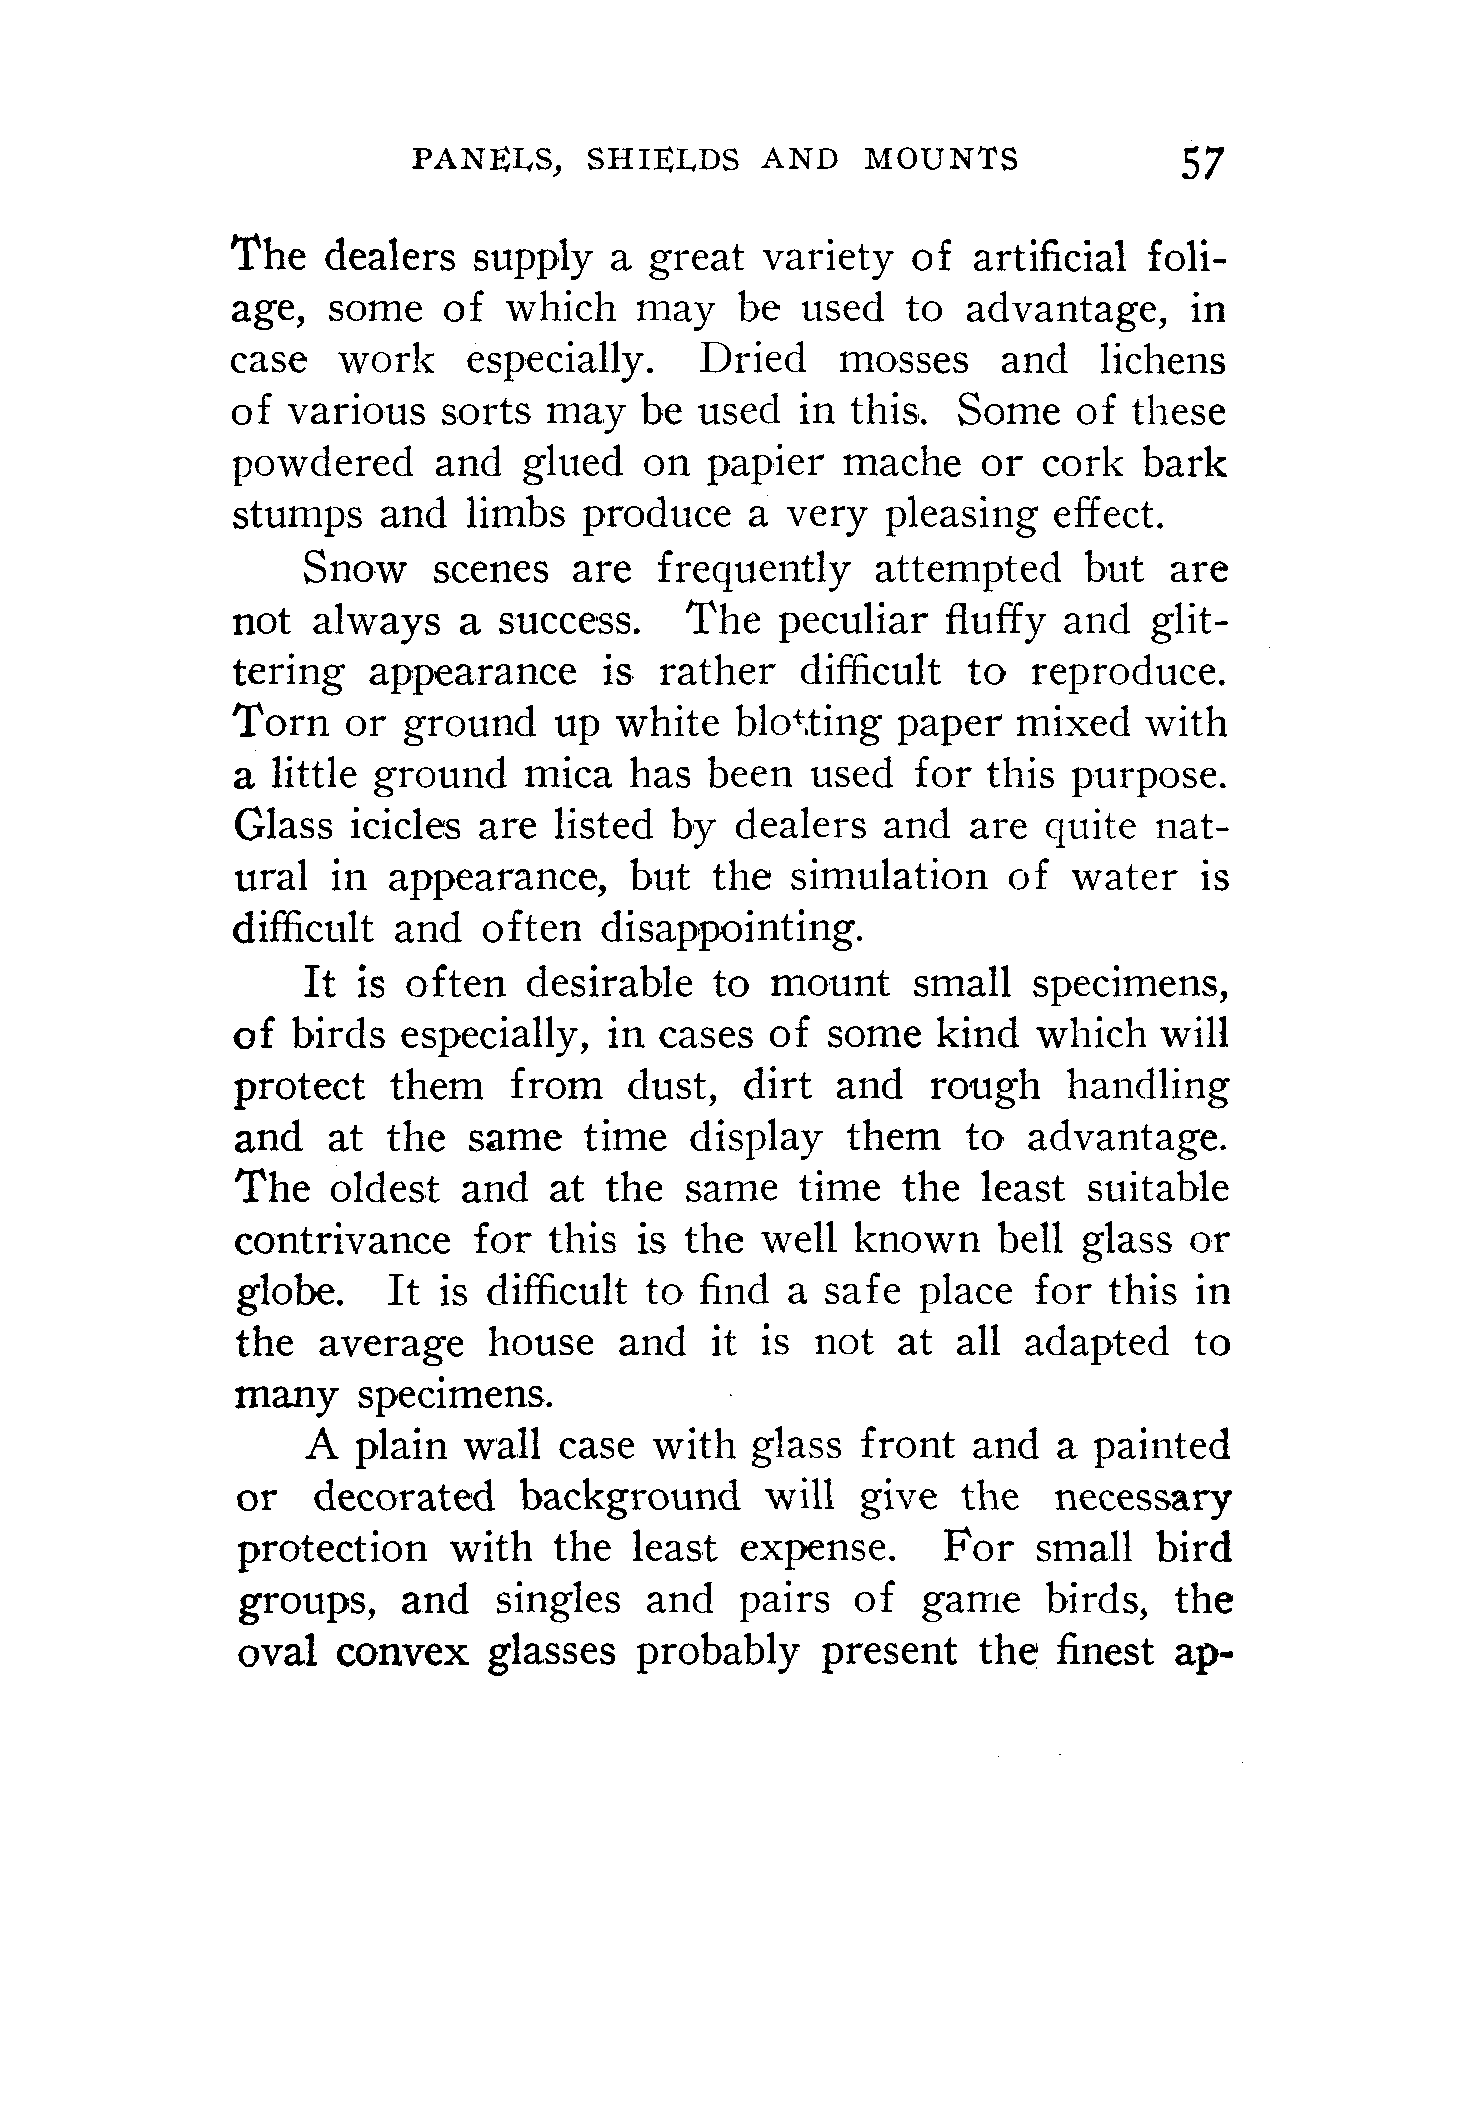 PANELS, SHIELDS AND MOUNTS 57
The dealers supply a great variety of artificial foli-
age, some of which may be used to advantage, in
case work especially. Dried mosses and lichens
of various sorts may be used in this. Some of these
powdered and glued on papier mache or cork bark
stumps and limbs produce a very pleasing effect.
Snow scenes are frequently attempted but are
not always a success. The peculiar fluffy and glit-
tering appearance is rather difficult to reproduce.
Torn or ground up white blotting paper mixed with
a little ground mica has been used for this purpose.
Glass icicles are listed by dealers and are quite nat-
ural in appearance, but the simulation of water is
difficult and often disappointing.
It is often desirable to mount small specimens,
of birds especially, in cases of some kind which will
protect them from dust, dirt and rough handling
and at the same time display them to advantage.
The oldest and at the same time the least suitable
contrivance for this is the well known bell glass or
globe. It is difficult to find a safe place for this in
the average house and it is not at all adapted to
many specimens.
A plain wall case with glass front and a painted
or decorated background will give the necessary
protection with the least expense. For small bird
groups, and singles and pairs of game birds, the
oval convex glasses probably present the finest ap-